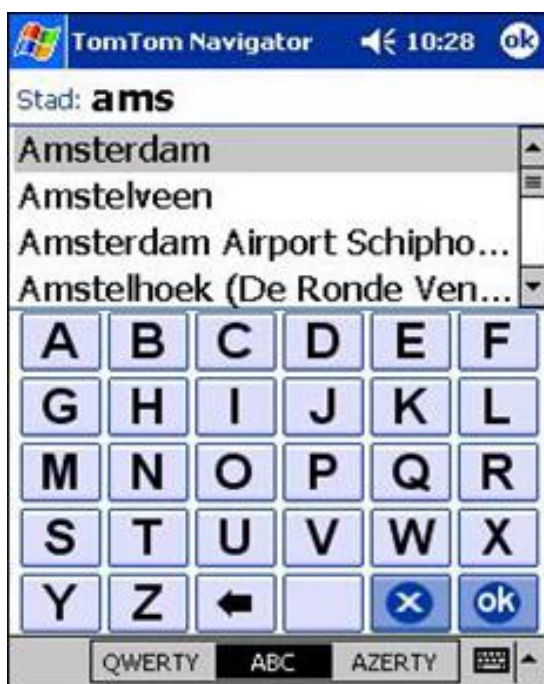 TomTom Navigator 10:28 ok
Stad: ams
Amsterdam
Amstelveen
Amsterdam Airport Schipho...
Amstelhoek (De Ronde Ven...
A B C D E F
G H I J K L
M N O P Q R
S T U V W X
Y Z ok
QWERTY ABC AZERTY